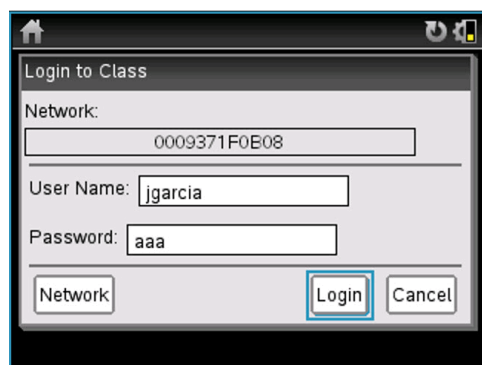 Login to Class
Network:
0009371F0B08
User Name: jgarcia
Password: aaa
Network Login Cancel